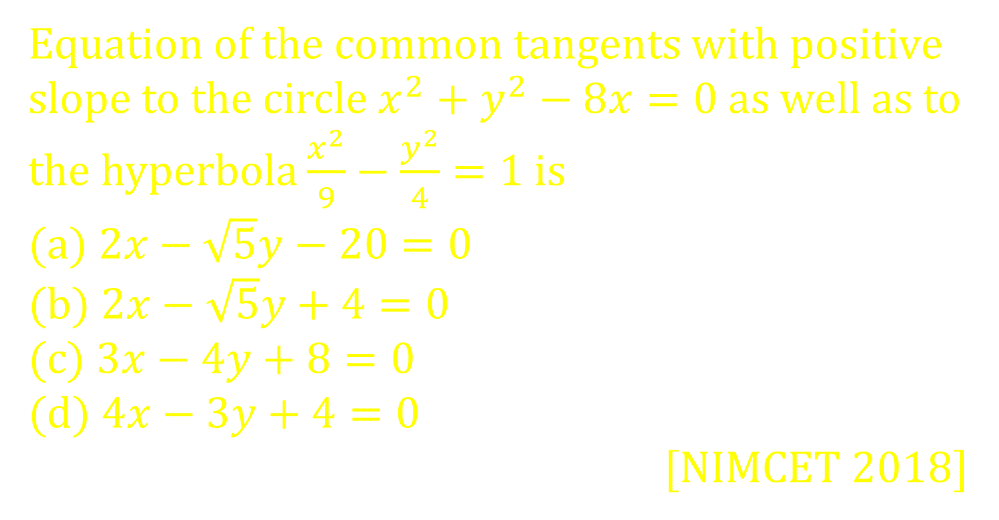 Equation of the common tangents with positive
slope to the circle $x^2 + y^2 - 8x = 0$ as well as to
the hyperbola $\frac{x^2}{9} - \frac{y^2}{4} = 1$ is
(a) $2x - \sqrt{5}y - 20 = 0$
(b) $2x - \sqrt{5}y + 4 = 0$
(c) $3x - 4y + 8 = 0$
(d) $4x - 3y + 4 = 0$
[NIMCET 2018]